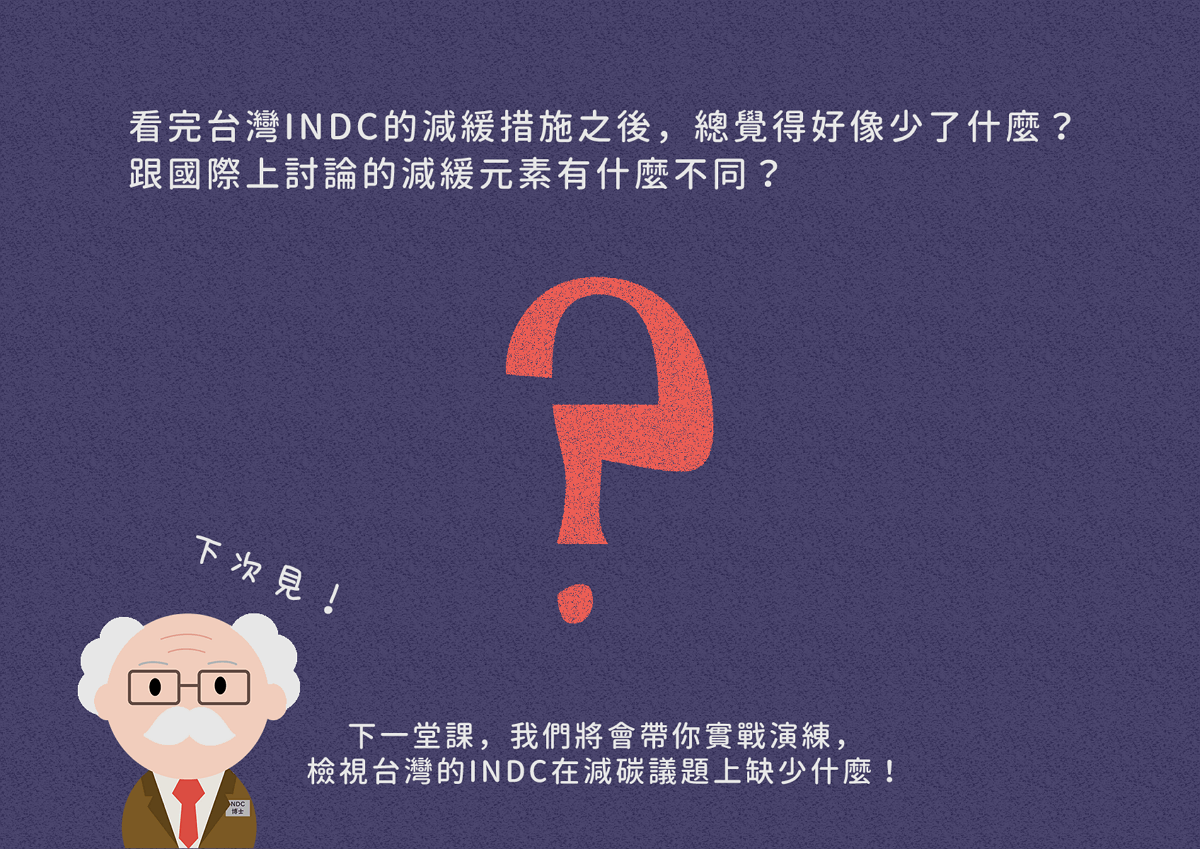 看完台灣INDC的減緩措施之後，總覺得好像少了什麼？
跟國際上討論的減緩元素有什麼不同？
?
下次見！
INDC
博士
下一堂課，我們將會帶你實戰演練，
檢視台灣的INDC在減碳議題上缺少什麼！